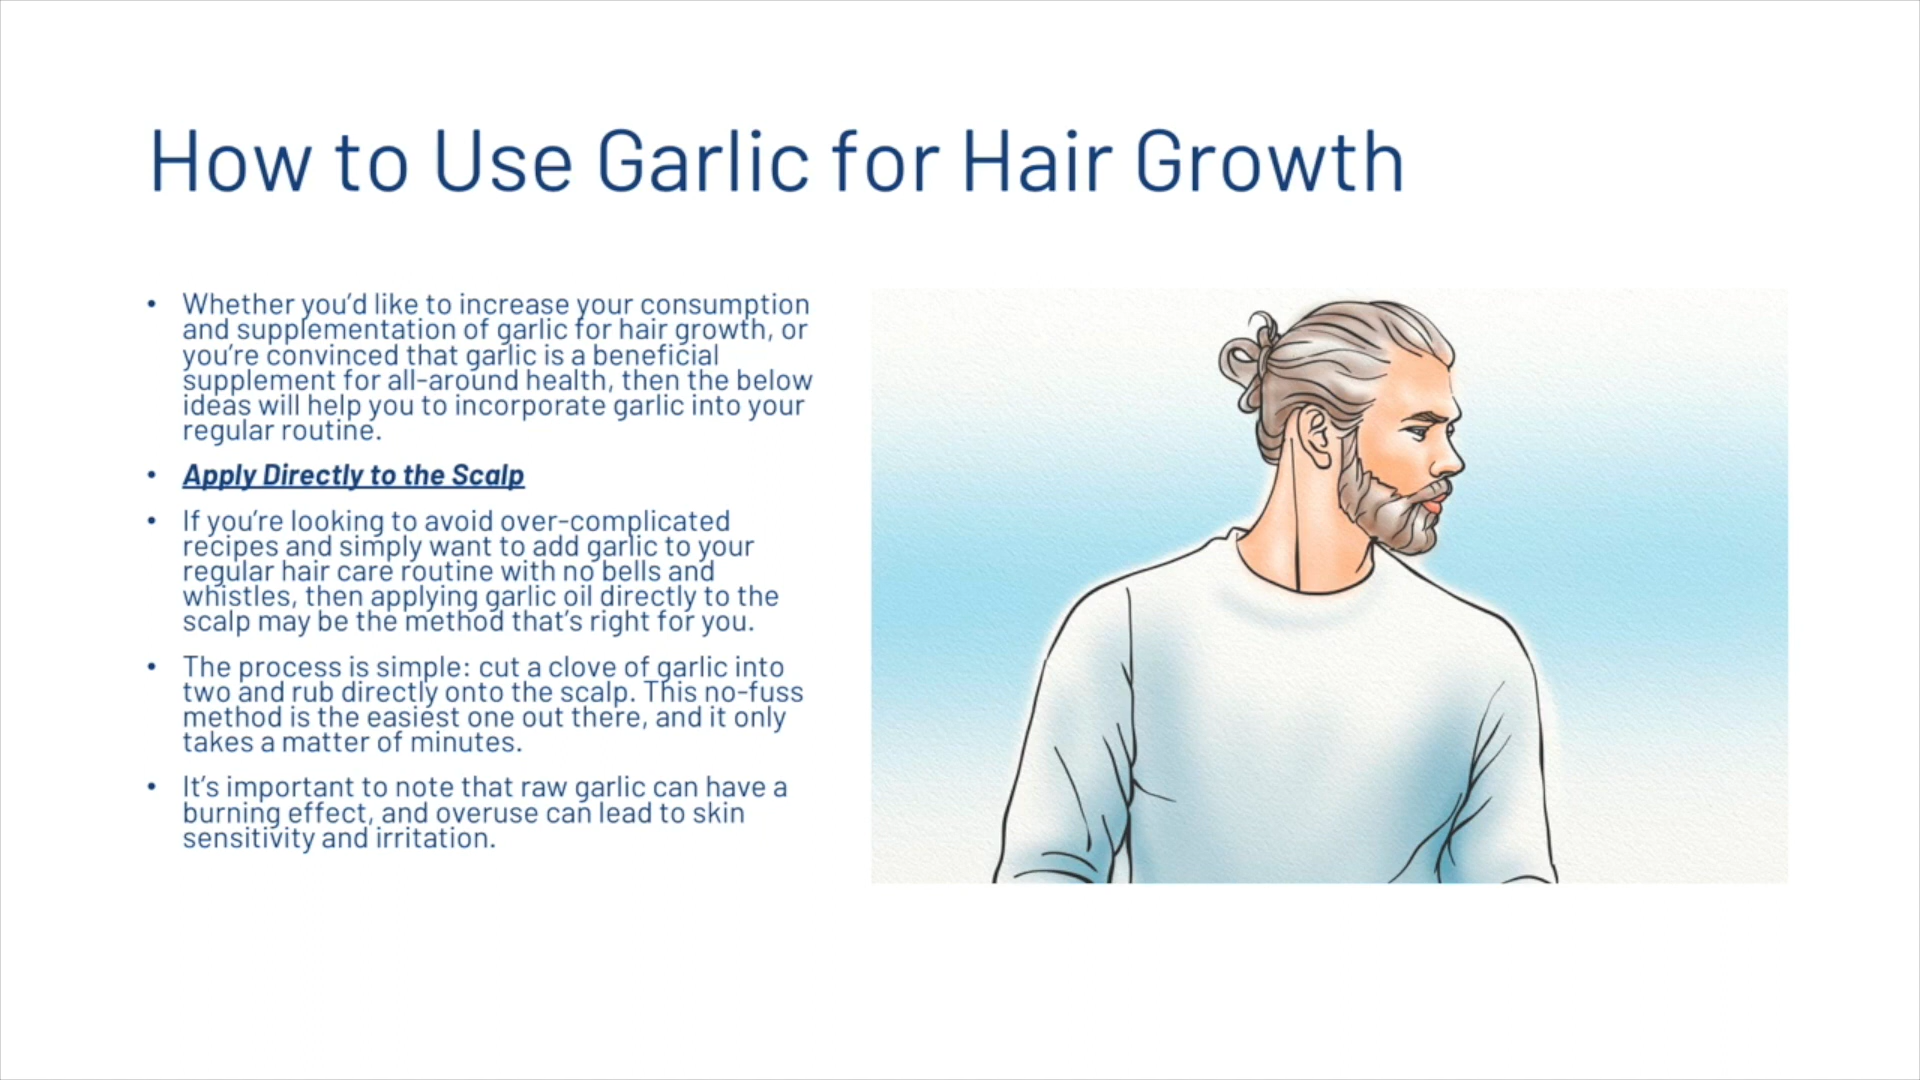 How to Use Garlic for Hair Growth
• Whether you’d like to increase your consumption
and supplementation of garlic for hair growth, or
you’re convinced that garlic is a beneficial
supplement for all-around health, then the below
ideas will help you to incorporate garlic into your
regular routine.
• Apply Directly to the Scalp
• If you’re looking to avoid over-complicated
recipes and simply want to add garlic to your
regular hair care routine with no bells and
whistles, then applying garlic oil directly to the
scalp may be the method that’s right for you.
• The process is simple: cut a clove of garlic into
two and rub directly onto the scalp. This no-fuss
method is the easiest one out there, and it only
takes a matter of minutes.
• It’s important to note that raw garlic can have a
burning effect, and overuse can lead to skin
sensitivity and irritation.